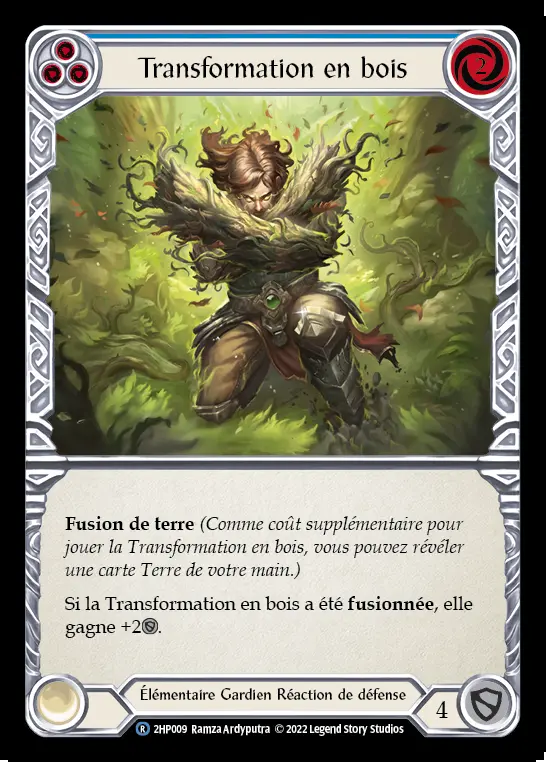 Transformation en bois
2
Fusion de terre (Comme coût supplémentaire pour
jouer la Transformation en bois, vous pouvez révéler
une carte Terre de votre main.)
Si la Transformation en bois a été fusionnée, elle
gagne +2.
Élémentaire Gardien Réaction de défense
4
R 2HP009 Ramza Ardyputra © 2022 Legend Story Studios